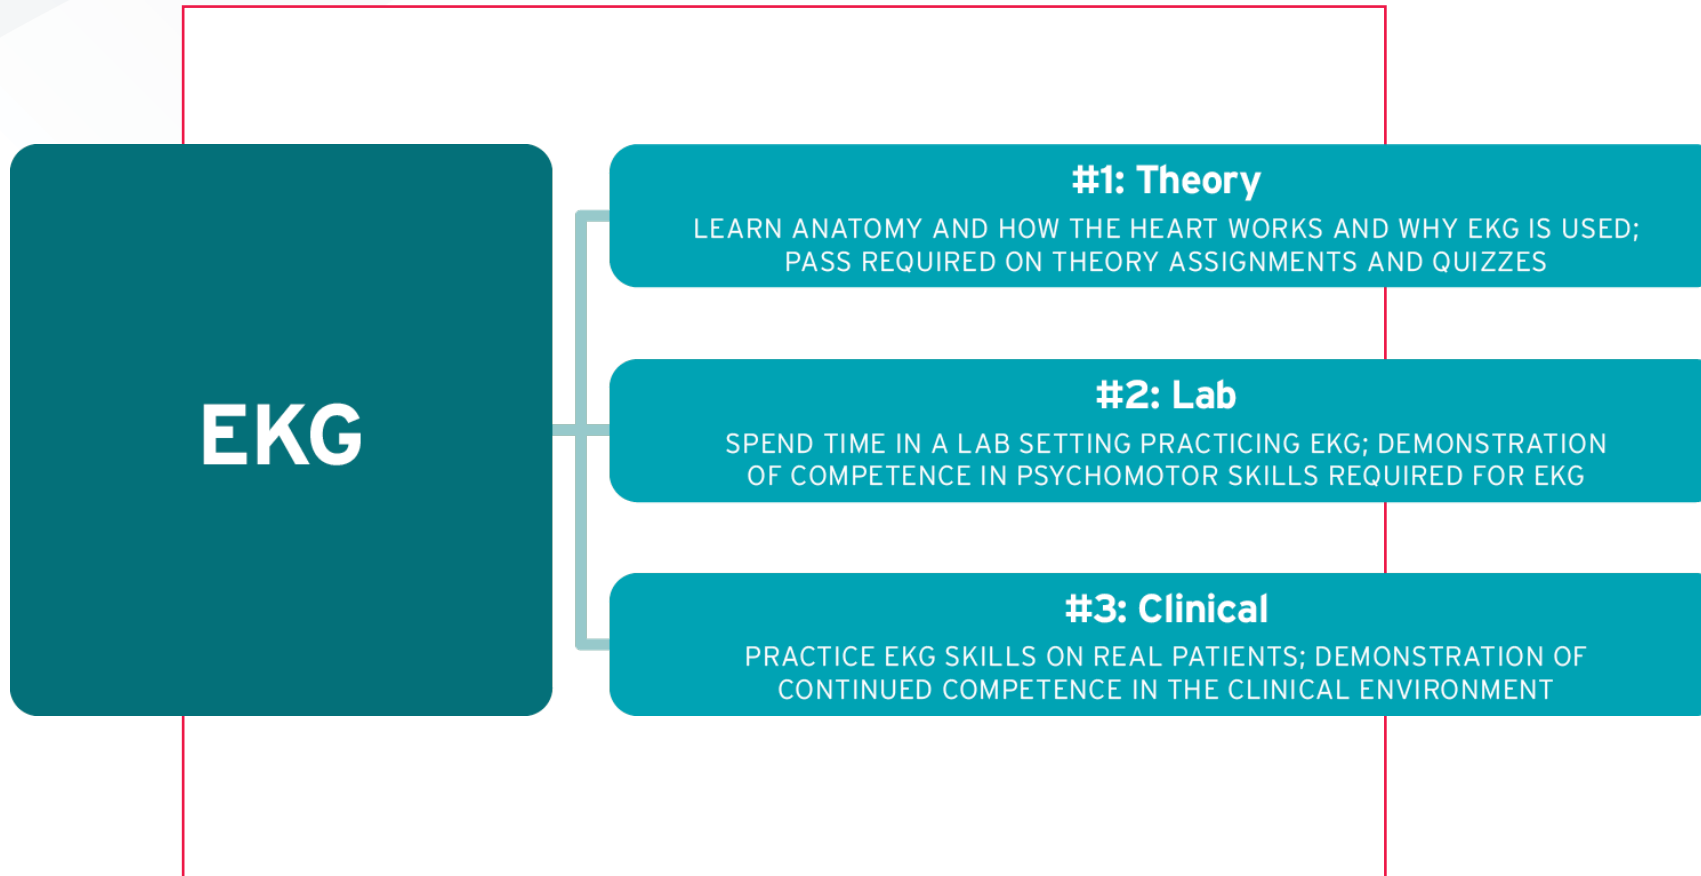 EKG
#1: Theory
LEARN ANATOMY AND HOW THE HEART WORKS AND WHY EKG IS USED;
PASS REQUIRED ON THEORY ASSIGNMENTS AND QUIZZES
#2: Lab
SPEND TIME IN A LAB SETTING PRACTICING EKG; DEMONSTRATION
OF COMPETENCE IN PSYCHOMOTOR SKILLS REQUIRED FOR EKG
#3: Clinical
PRACTICE EKG SKILLS ON REAL PATIENTS; DEMONSTRATION OF
CONTINUED COMPETENCE IN THE CLINICAL ENVIRONMENT